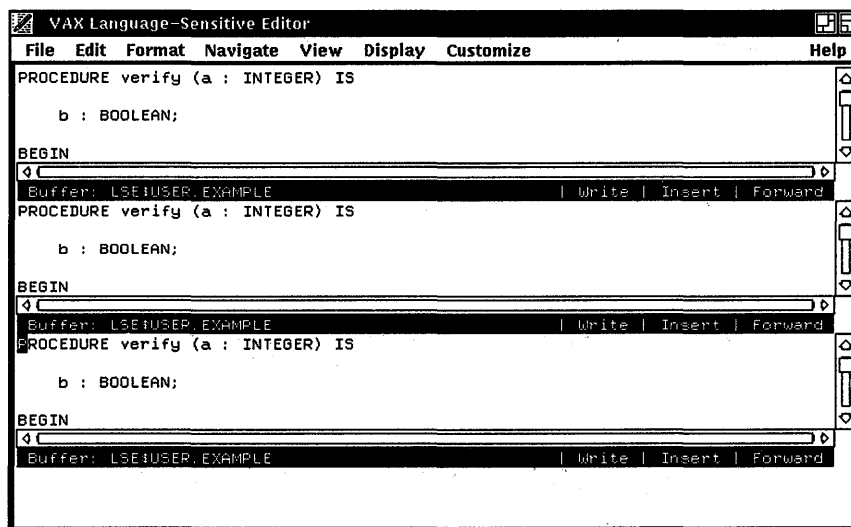 VAX Language-Sensitive Editor
File Edit Format Navigate View Display Customize Help
PROCEDURE verify (a : INTEGER) IS
b : BOOLEAN;
BEGIN
Buffer: LSE$USER.EXAMPLE | Write | Insert | Forward
PROCEDURE verify (a : INTEGER) IS
b : BOOLEAN;
BEGIN
Buffer: LSE$USER.EXAMPLE | Write | Insert | Forward
PROCEDURE verify (a : INTEGER) IS
b : BOOLEAN;
BEGIN
Buffer: LSE$USER.EXAMPLE | Write | Insert | Forward